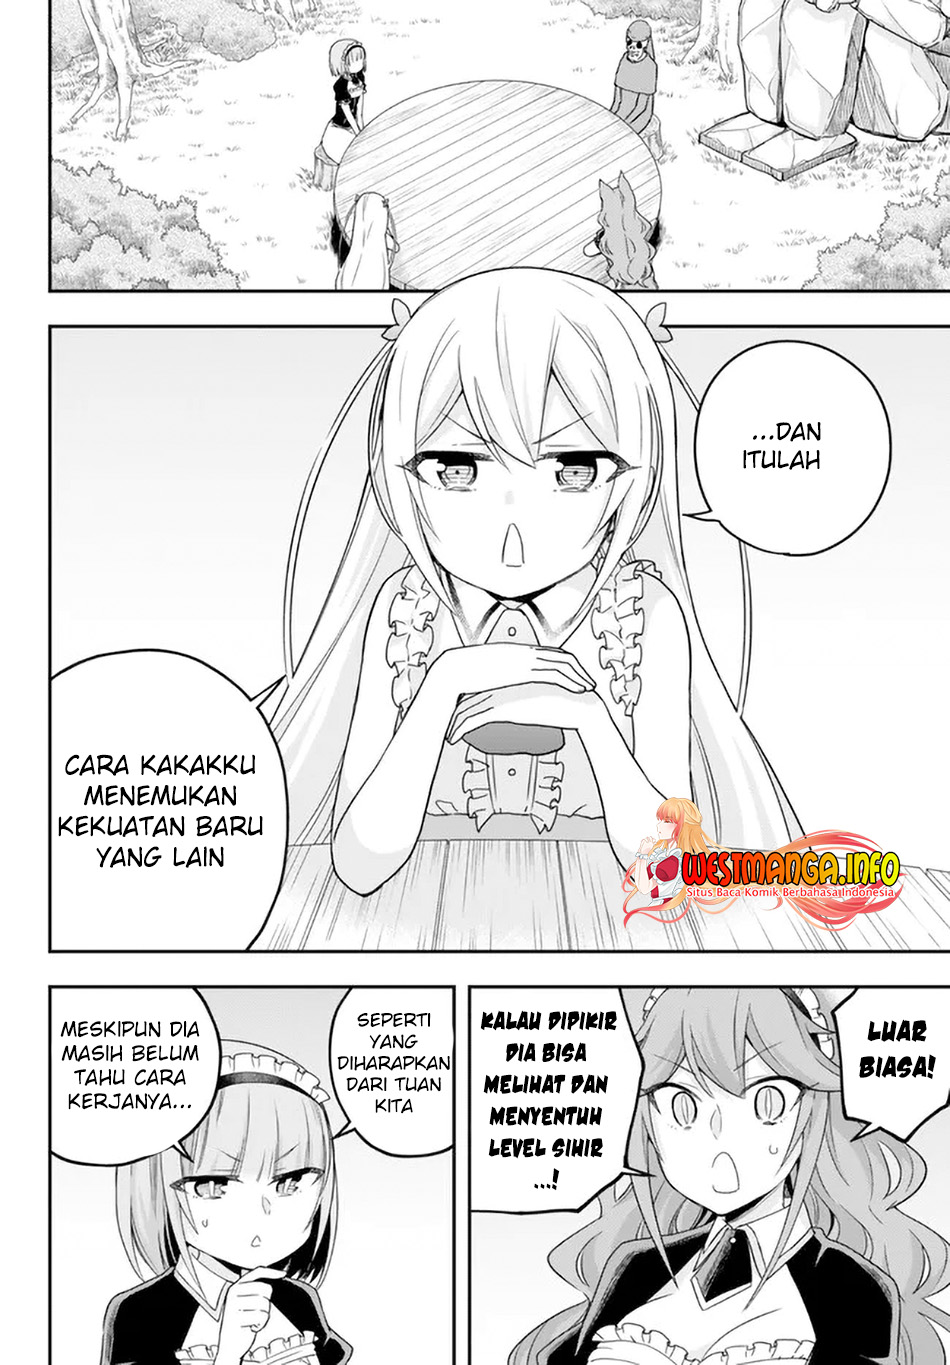 ...DAN
ITULAH
CARA KAKAKKU
MENEMUKAN
KEKUATAN BARU
YANG LAIN
WESTMANGA.INFO
Situs Baca Komik Berbahasa Indonesia
LUAR
BIASA!
KALAU DIPIKIR
DIA BISA
MELIHAT DAN
MENYENTUH
LEVEL SIHIR
...!
SEPERTI
YANG
DIHARAPKAN
DARI TUAN
KITA
MESKIPUN DIA
MASIH BELUM
TAHU CARA
KERJANYA...